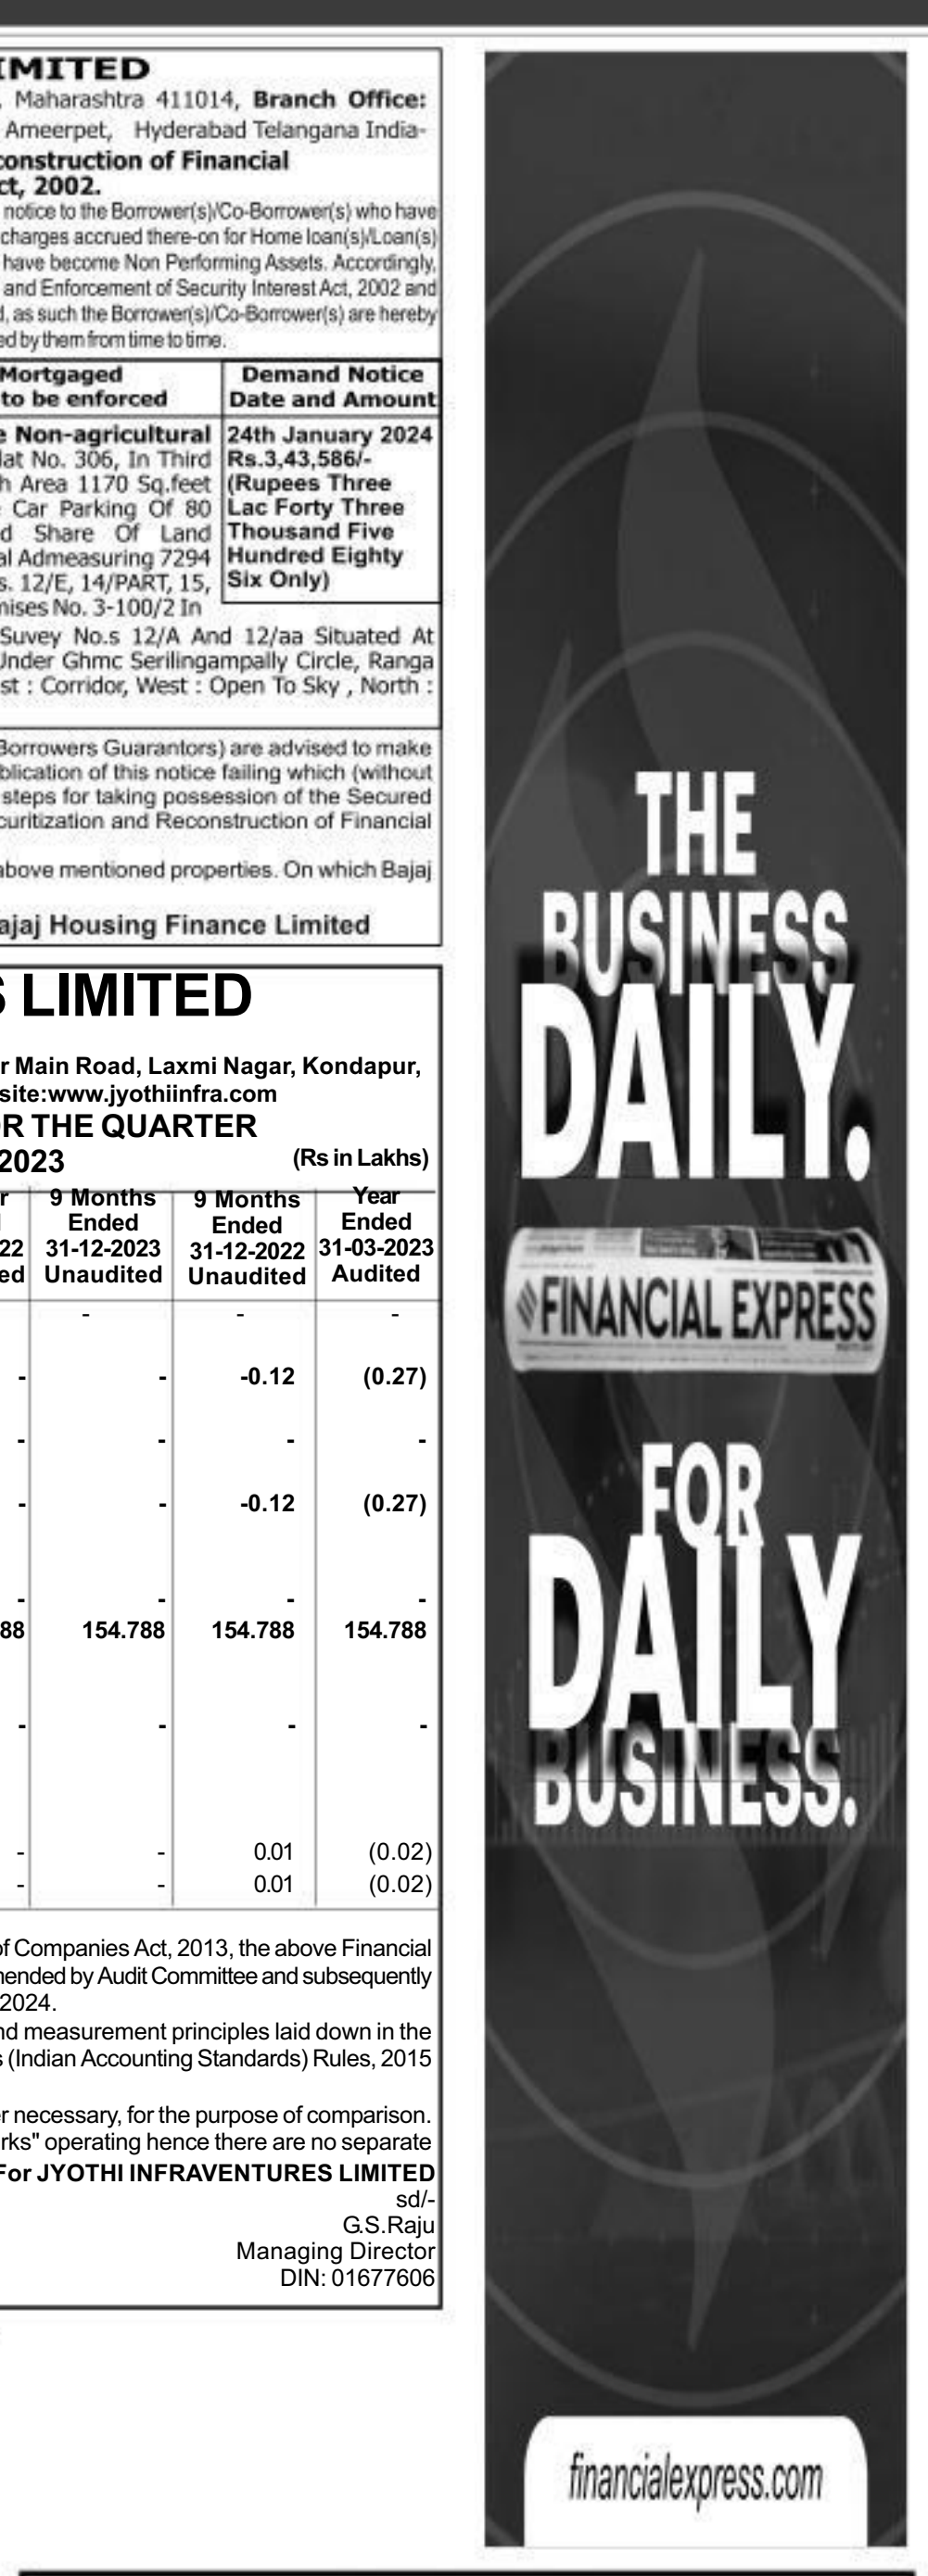 IMITED
, Maharashtra 411014, Branch Office:
Ameerpet, Hyderabad Telangana India-
construction of Financial
ct, 2002.
notice to the Borrower(s)/Co-Borrower(s) who have
charges accrued there-on for Home loan(s)/Loan(s)
have become Non Performing Assets. Accordingly,
and Enforcement of Security Interest Act, 2002 and
d, as such the Borrower(s)/Co-Borrower(s) are hereby
ed by them from time to time.
Mortgaged
to be enforced
Demand Notice
Date and Amount
e Non-agricultural
lat No. 306, In Third
h Area 1170 Sq.feet
e Car Parking Of 80
d Share Of Land
al Admeasuring 7294
s. 12/E, 14/PART, 15,
mises No. 3-100/2 In
24th January 2024
Rs.3,43,586/-
(Rupees Three
Lac Forty Three
Thousand Five
Hundred Eighty
Six Only)
Suvey No.s 12/A And 12/aa Situated At
Under Ghmc Serilingampally Circle, Ranga
st : Corridor, West : Open To Sky , North :
Borrowers Guarantors) are advised to make
blication of this notice failing which (without
steps for taking possession of the Secured
curitization and Reconstruction of Financial
above mentioned properties. On which Bajaj
ajaj Housing Finance Limited
S LIMITED
r Main Road, Laxmi Nagar, Kondapur,
site:www.jyothiinfra.com
OR THE QUARTER
2023 (Rs in Lakhs)
r 9 Months 9 Months Year
Ended Ended Ended
22 31-12-2023 31-12-2022 31-03-2023
ed Unaudited Unaudited Audited
- - -
- - -0.12 (0.27)
- - - -
- - -0.12 (0.27)
- - - -
88 154.788 154.788 154.788
- - - -
- - 0.01 (0.02)
- - 0.01 (0.02)
of Companies Act, 2013, the above Financial
mended by Audit Committee and subsequently
2024.
nd measurement principles laid down in the
s (Indian Accounting Standards) Rules, 2015
er necessary, for the purpose of comparison.
rks" operating hence there are no separate
For JYOTHI INFRAVENTURES LIMITED
sd/-
G.S.Raju
Managing Director
DIN: 01677606
THE
BUSINESS
DAILY.
FINANCIAL EXPRESS
FOR
DAILY
BUSINESS.
financialexpress.com